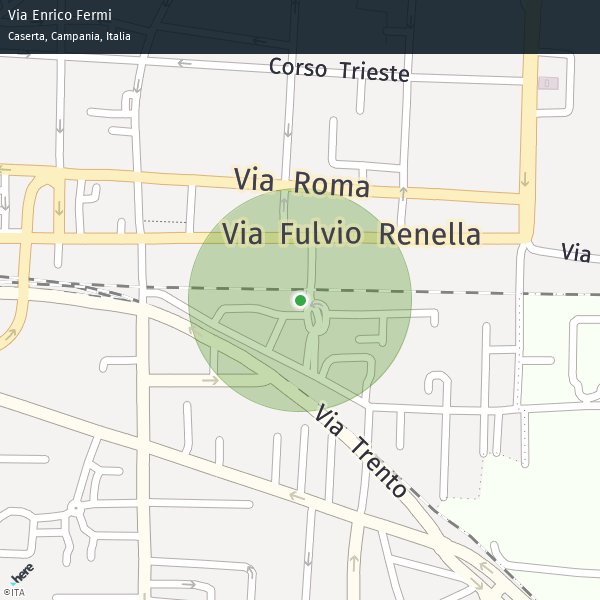 Via Enrico Fermi
Caserta, Campania, Italia
Corso Trieste
Via Roma
Via Fulvio Renella
Via
Via Trento
here
©ITA